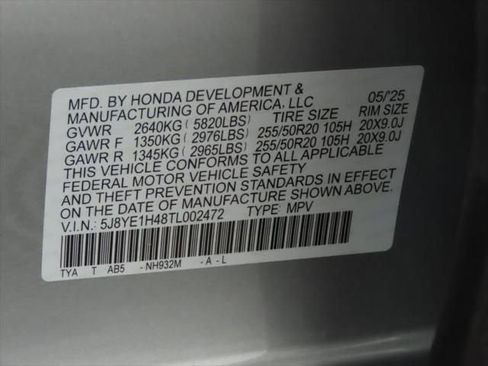 MFD. BY HONDA DEVELOPMENT & 05/'25
MANUFACTURING OF AMERICA, LLC
TIRE SIZE RIM SIZE
GVWR 2640KG ( 5820LBS)
GAWR F 1350KG ( 2976LBS) 255/50R20 105H 20X9.0J
GAWR R 1345KG ( 2965LBS) 255/50R20 105H 20X9.0J
THIS VEHICLE CONFORMS TO ALL APPLICABLE
FEDERAL MOTOR VEHICLE SAFETY
AND THEFT PREVENTION STANDARDS IN EFFECT
ON THE DATE OF MANUFACTURE SHOWN ABOVE.
V.I.N.: 5J8YE1H48TL002472 TYPE MPV
TYA T AB5 - NH932M - A - L